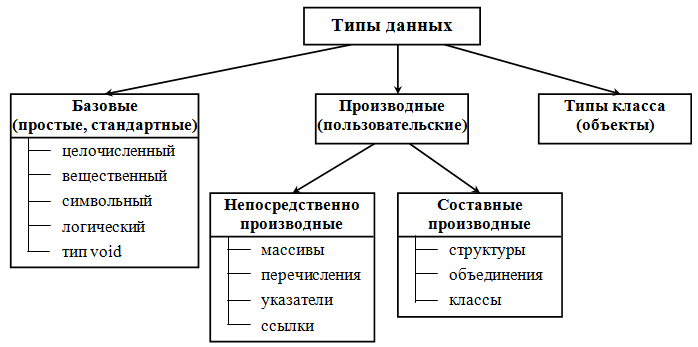 Типы данных
Базовые
(простые, стандартные)
целочисленный
вещественный
символьный
логический
тип void
Производные
(пользовательские)
Непосредственно
производные
массивы
перечисления
указатели
ссылки
Составные
производные
структуры
объединения
классы
Типы класса
(объекты)